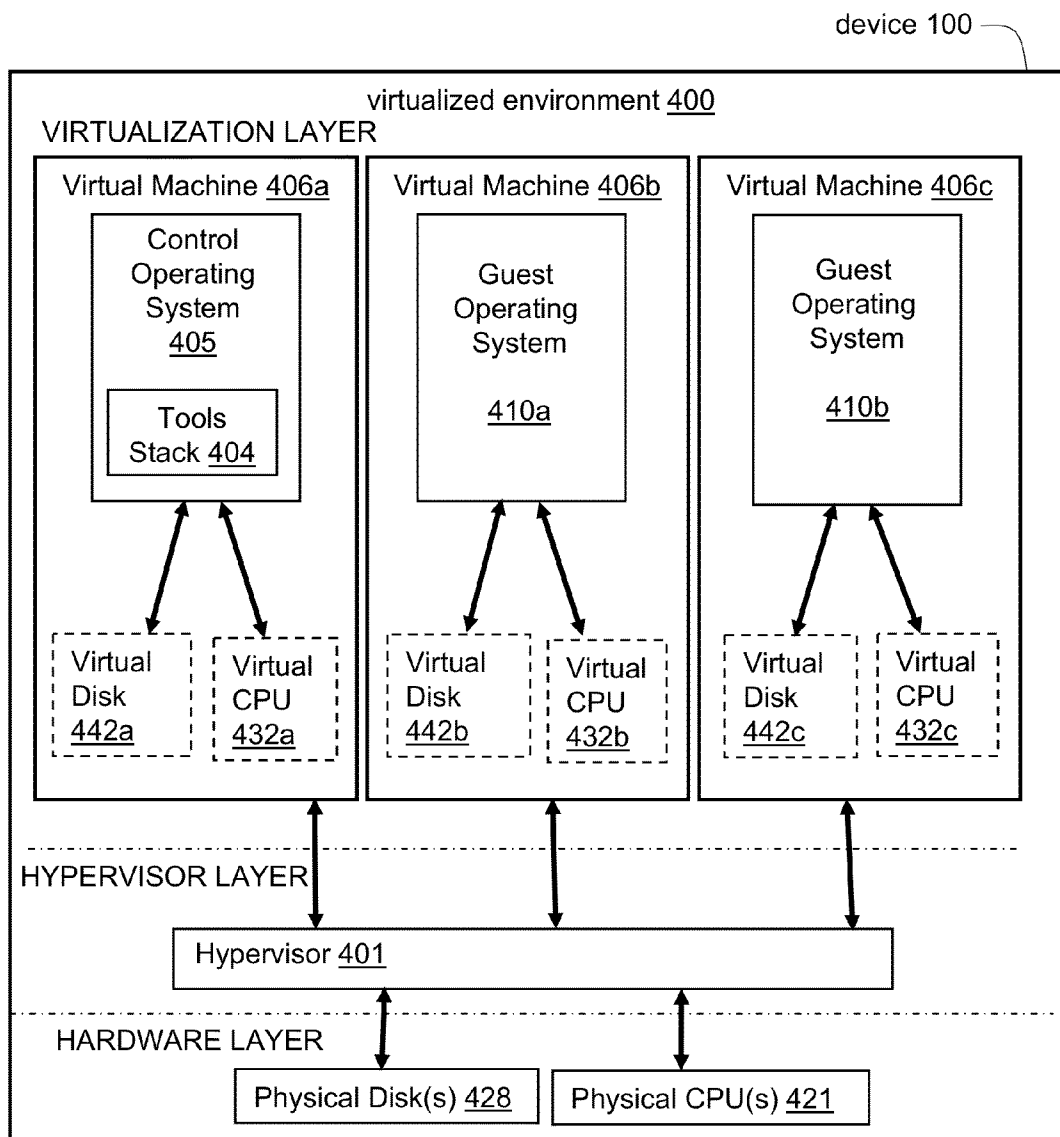 device 100
virtualized environment 400
VIRTUALIZATION LAYER
Virtual Machine 406a
Control
Operating
System
405
Tools
Stack 404
Virtual
Disk
442a
Virtual
CPU
432a
Virtual Machine 406b
Guest
Operating
System
410a
Virtual
Disk
442b
Virtual
CPU
432b
Virtual Machine 406c
Guest
Operating
System
410b
Virtual
Disk
442c
Virtual
CPU
432c
HYPERVISOR LAYER
Hypervisor 401
HARDWARE LAYER
Physical Disk(s) 428
Physical CPU(s) 421